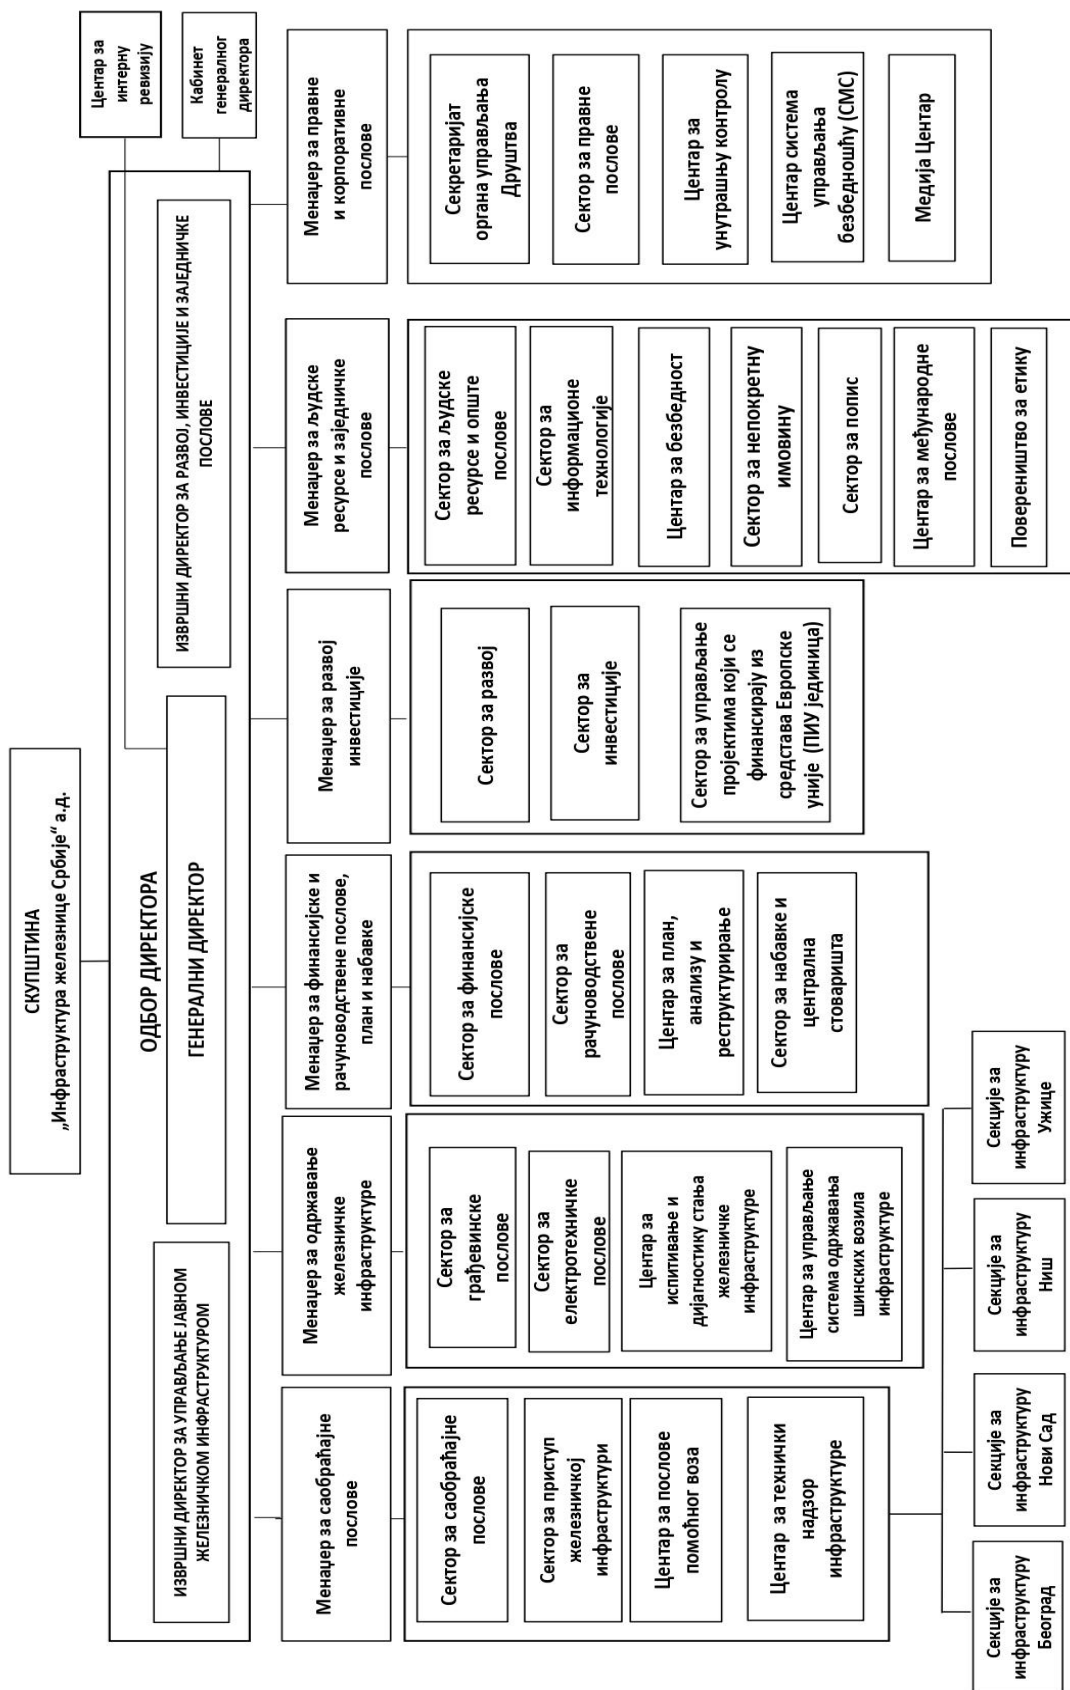 СКУПШТИНА
„Инфраструктура железнице Србије“ а.д.
Центар за
интерну
ревизију
Кабинет
генералног
директора
ОДБОР ДИРЕКТОРА
ИЗВРШНИ ДИРЕКТОР ЗА УПРАВЉАЊЕ ЈАВНОМ
ЖЕЛЕЗНИЧКОМ ИНФРАСТРУКТУРОМ
ГЕНЕРАЛНИ ДИРЕКТОР
ИЗВРШНИ ДИРЕКТОР ЗА РАЗВОЈ, ИНВЕСТИЦИЈЕ И ЗАЈЕДНИЧКЕ
ПОСЛОВЕ
Менаџер за саобраћајне
послове
Сектор за саобраћајне
послове
Сектор за приступ
железничкој
инфраструктури
Центар за послове
помоћног воза
Центар за технички
надзор
инфраструктуре
Менаџер за одржавање
железничке
инфраструктуре
Сектор за
грађевинске
послове
Сектор за
електротехничке
послове
Центар за
испитивање и
дијагностику стања
железничке
инфраструктуре
Центар за управљање
система одржавања
шинских возила
инфраструктуре
Менаџер за финансијске и
рачуноводствене послове,
план и набавке
Сектор за финансијске
послове
Сектор за
рачуноводствене
послове
Центар за план,
анализу и
реструктурирање
Сектор за набавке и
централна
стоваришта
Менаџер за развој
инвестиције
Сектор за развој
Сектор за
инвестиције
Сектор за управљање
пројектима који се
финансирају из
средстава Европске
уније (ПИУ јединица)
Менаџер за људске
ресурсе и заједничке
послове
Сектор за људске
ресурсе и опште
послове
Сектор за
информационе
технологије
Центар за безбедност
Сектор за непокретну
имовину
Сектор за попис
Центар за међународне
послове
Повереништво за етику
Менаџер за правне
и корпоративне
послове
Секретаријат
органа управљања
Друштва
Сектор за правне
послове
Центар за
унутрашњу контролу
Центар система
управљања
безбедношћу (СМС)
Медија Центар
Секције за
инфраструктуру
Београд
Секције за
инфраструктуру
Нови Сад
Секције за
инфраструктуру
Ниш
Секције за
инфраструктуру
Ужице